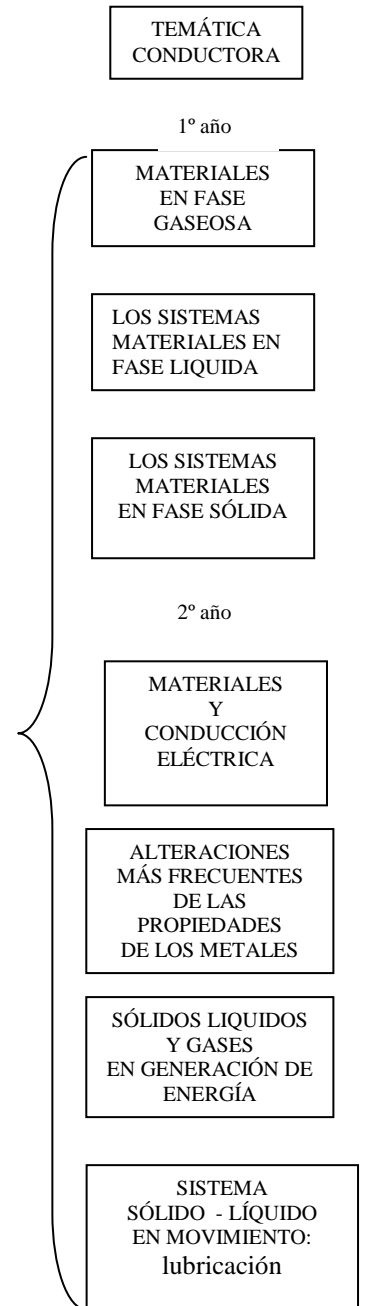 TEMÁTICA
CONDUCTORA
1º año
MATERIALES
EN FASE
GASEOSA
LOS SISTEMAS
MATERIALES EN
FASE LIQUIDA
LOS SISTEMAS
MATERIALES
EN FASE SÓLIDA
2º año
MATERIALES
Y
CONDUCCIÓN
ELÉCTRICA
ALTERACIONES
MÁS FRECUENTES
DE LAS
PROPIEDADES
DE LOS METALES
SÓLIDOS LIQUIDOS
Y GASES
EN GENERACIÓN DE
ENERGÍA
SISTEMA
SÓLIDO - LÍQUIDO
EN MOVIMIENTO:
lubricación